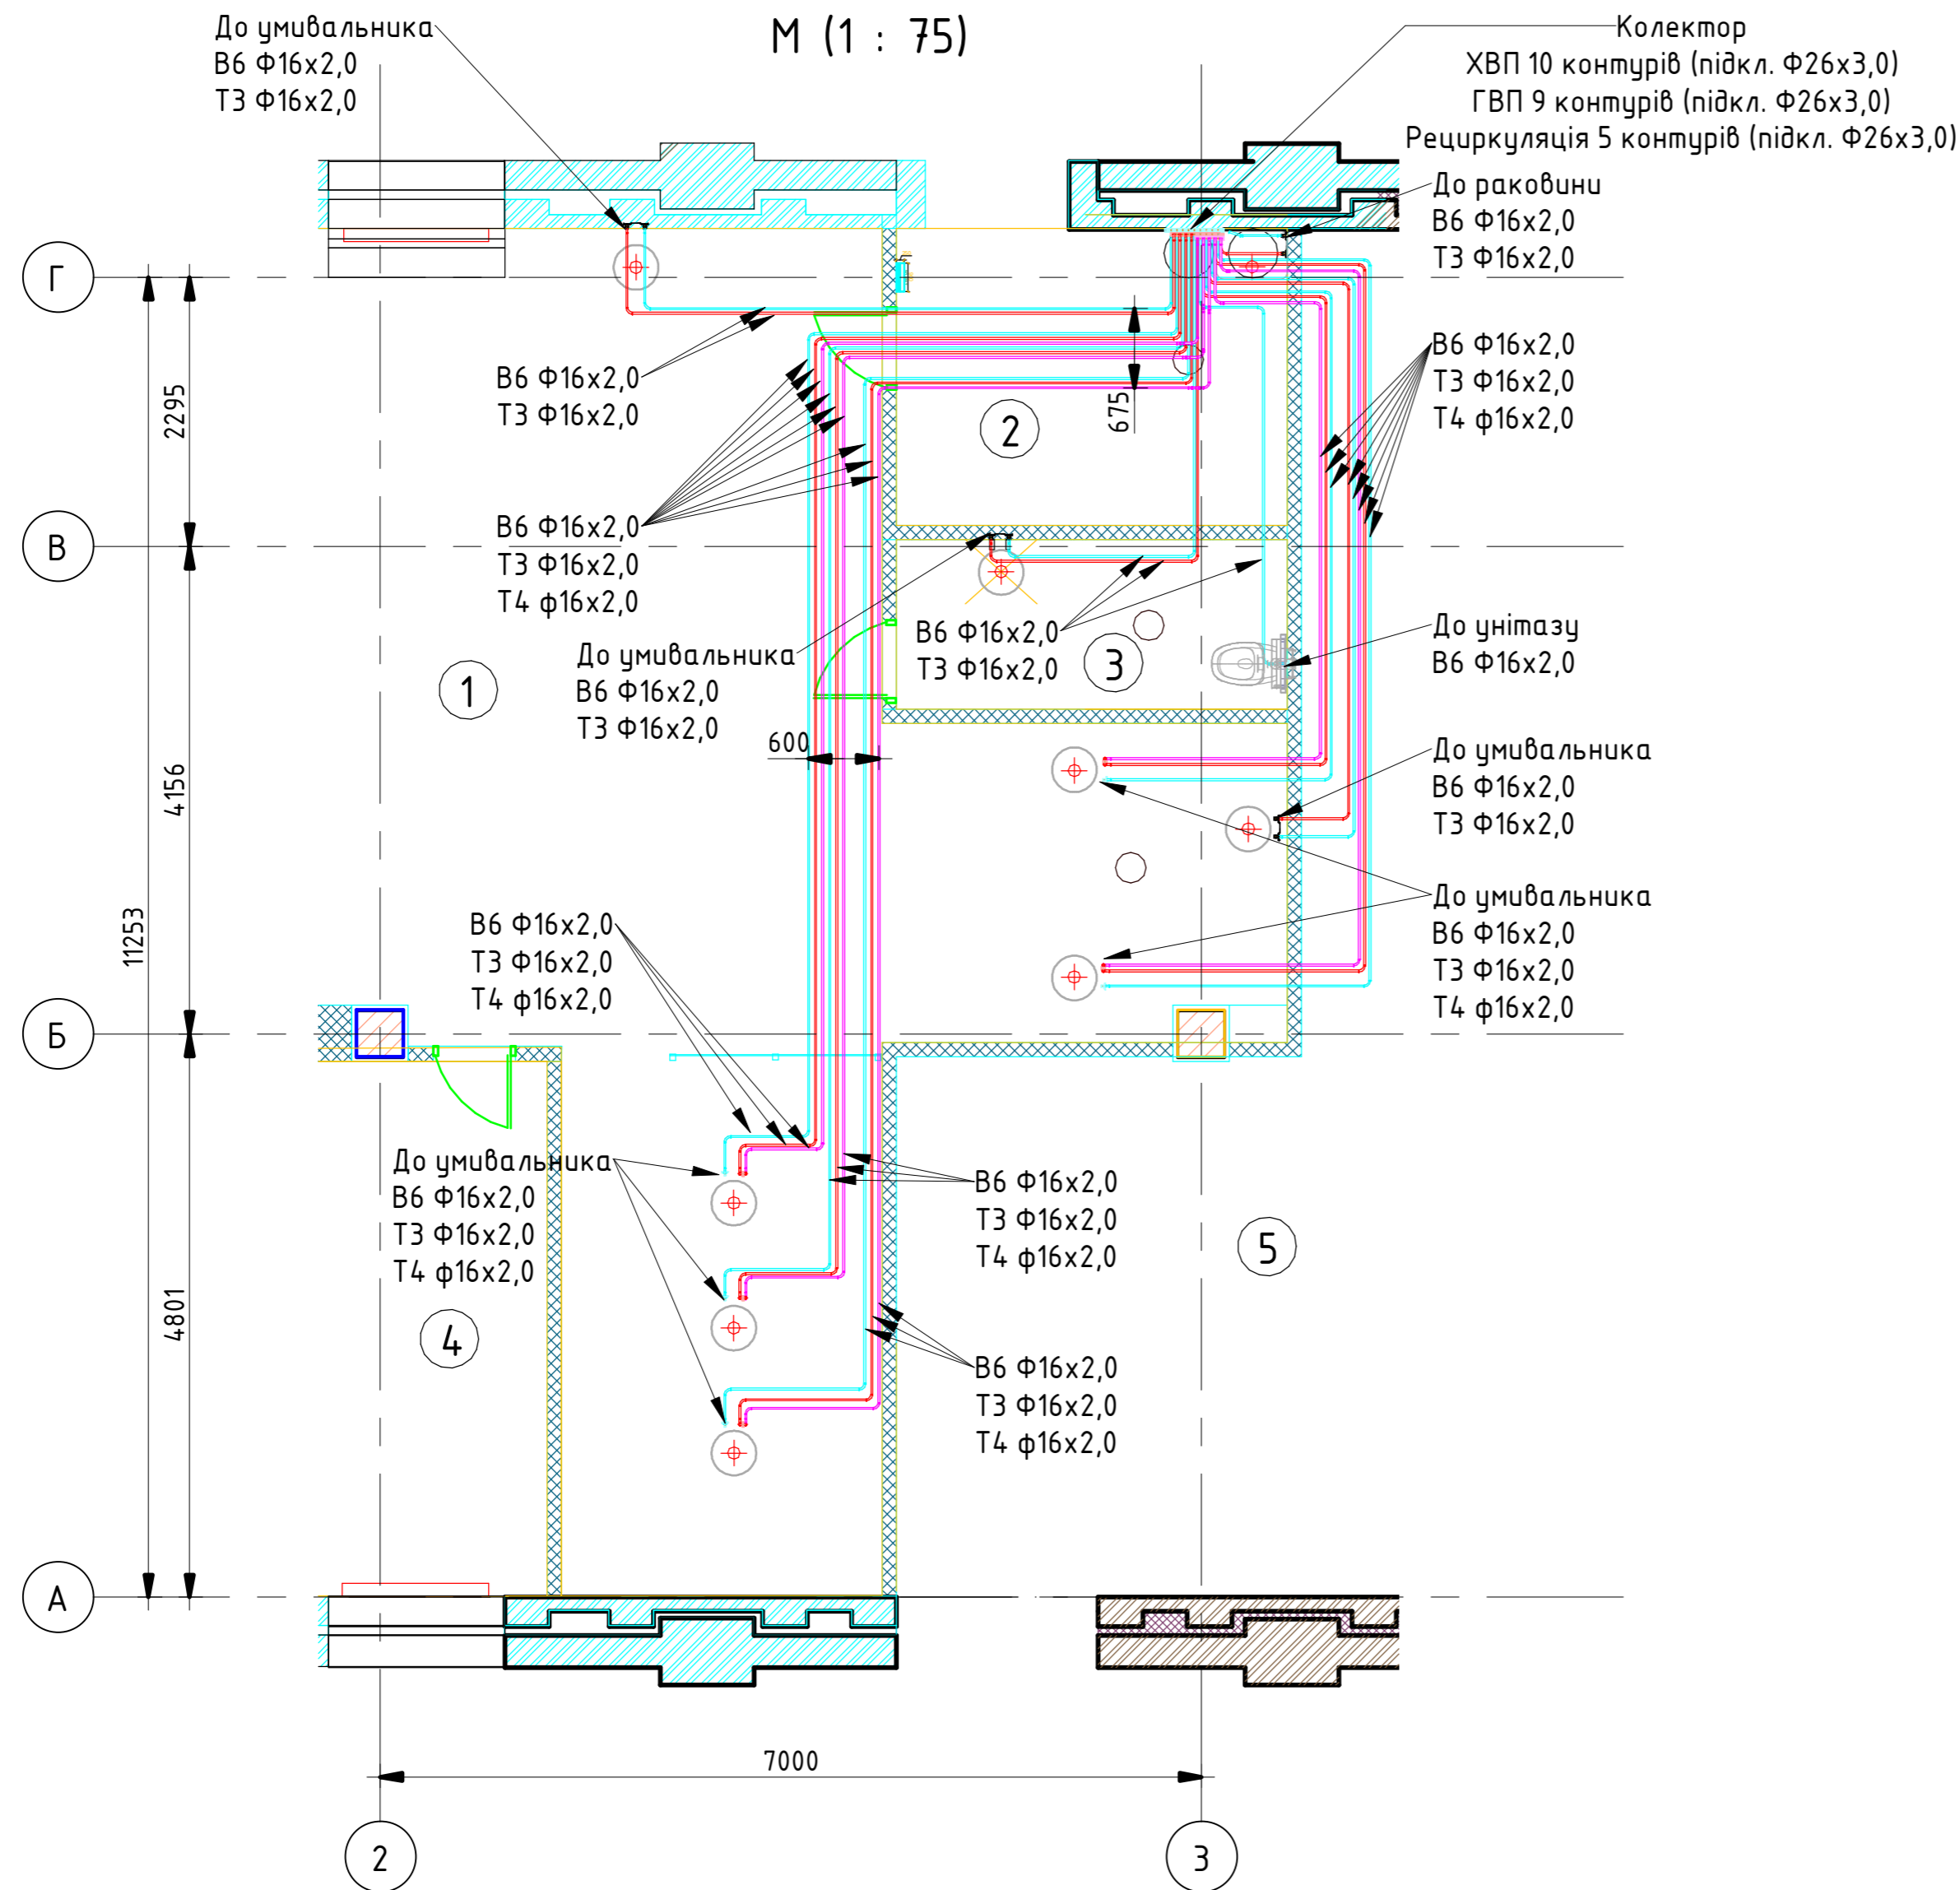 М (1 : 75)
До умивальника
В6 Ф16х2,0
Т3 Ф16х2,0
Колектор
ХВП 10 контурів (підкл. Ф26х3,0)
ГВП 9 контурів (підкл. Ф26х3,0)
Рециркуляція 5 контурів (підкл. Ф26х3,0)
До раковини
В6 Ф16х2,0
Т3 Ф16х2,0
Г
В6 Ф16х2,0
Т3 Ф16х2,0
В6 Ф16х2,0
Т3 Ф16х2,0
Т4 ф16х2,0
2295
675
2
В
В6 Ф16х2,0
Т3 Ф16х2,0
Т4 ф16х2,0
До умивальника
В6 Ф16х2,0
Т3 Ф16х2,0
В6 Ф16х2,0
Т3 Ф16х2,0
3
До унітазу
В6 Ф16х2,0
1
600
4156
11253
До умивальника
В6 Ф16х2,0
Т3 Ф16х2,0
До умивальника
В6 Ф16х2,0
Т3 Ф16х2,0
Т4 ф16х2,0
В6 Ф16х2,0
Т3 Ф16х2,0
Т4 ф16х2,0
Б
До умивальника
В6 Ф16х2,0
Т3 Ф16х2,0
Т4 ф16х2,0
В6 Ф16х2,0
Т3 Ф16х2,0
Т4 ф16х2,0
5
4801
4
В6 Ф16х2,0
Т3 Ф16х2,0
Т4 ф16х2,0
А
7000
2
3